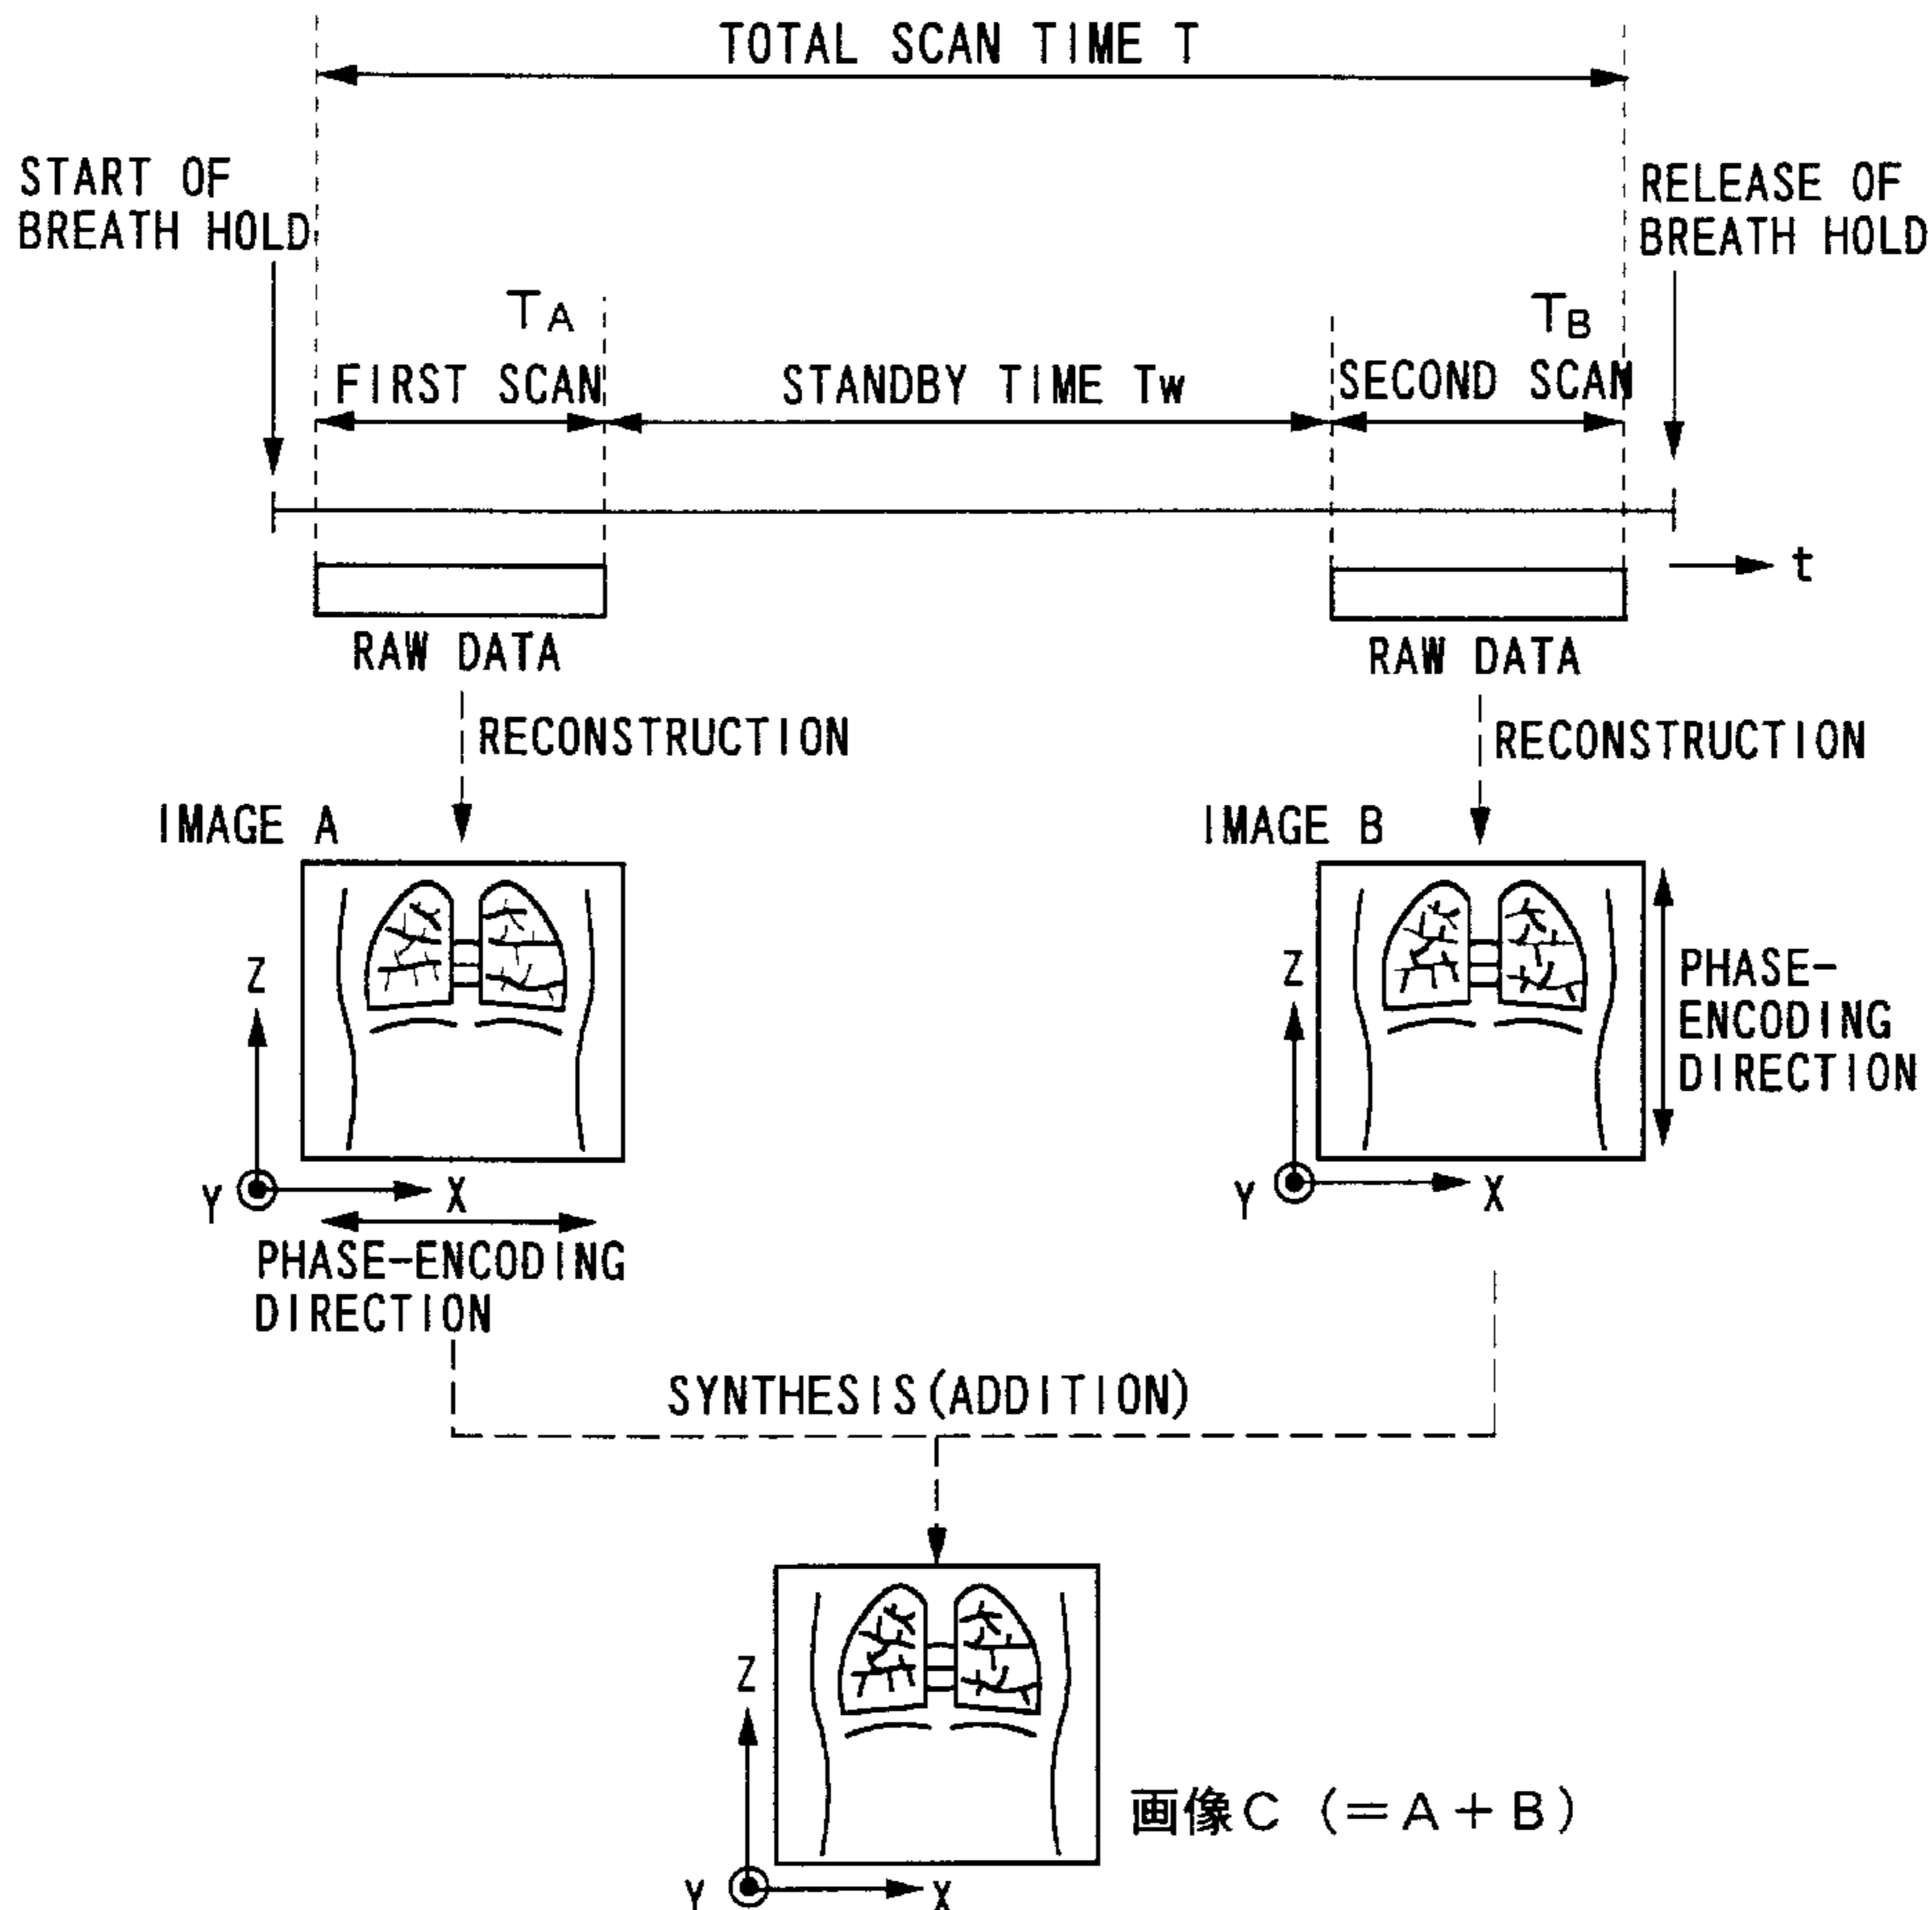 TOTAL SCAN TIME T
START OF
BREATH HOLD
RELEASE OF
BREATH HOLD
TA
TB
FIRST SCAN
STANDBY TIME Tw
SECOND SCAN
t
RAW DATA
RAW DATA
RECONSTRUCTION
RECONSTRUCTION
IMAGE A
IMAGE B
Z
Z
PHASE-
ENCODING
DIRECTION
Y
X
Y
X
PHASE-ENCODING
DIRECTION
SYNTHESIS(ADDITION)
Z
画像C (=A+B)
Y
X